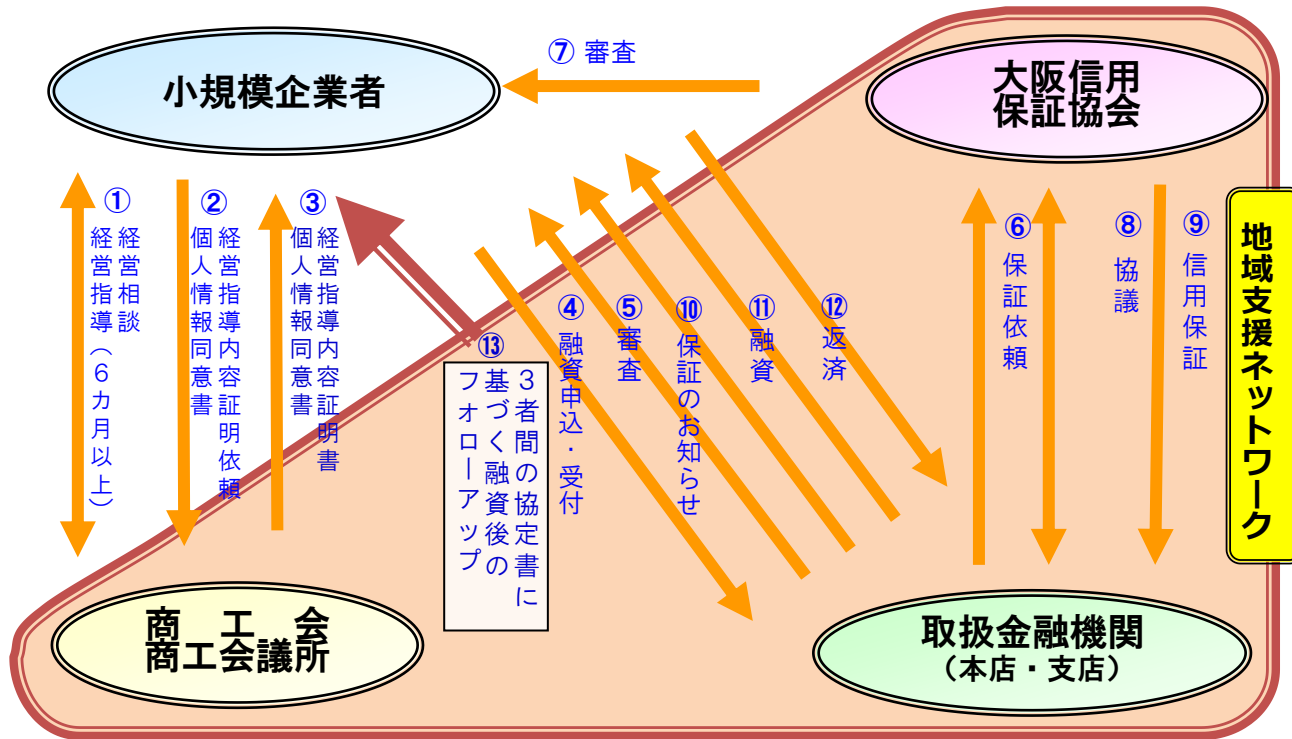 小規模企業者
⑦ 審査
大阪信用
保証協会
①
経営相談
経営指導（６カ月以上）
②
経営指導内容証明依頼
個人情報同意書
③
経営指導内容証明書
個人情報同意書
④
融資申込・受付
⑤
審査
⑩
保証のお知らせ
⑪
融資
⑫
返済
⑥
保証依頼
⑧
協議
⑨
信用保証
地域支援ネットワーク
⑬
３者間の協定書に
基づく融資後の
フォローアップ
商　工　会
商工会議所
取扱金融機関
（本店・支店）